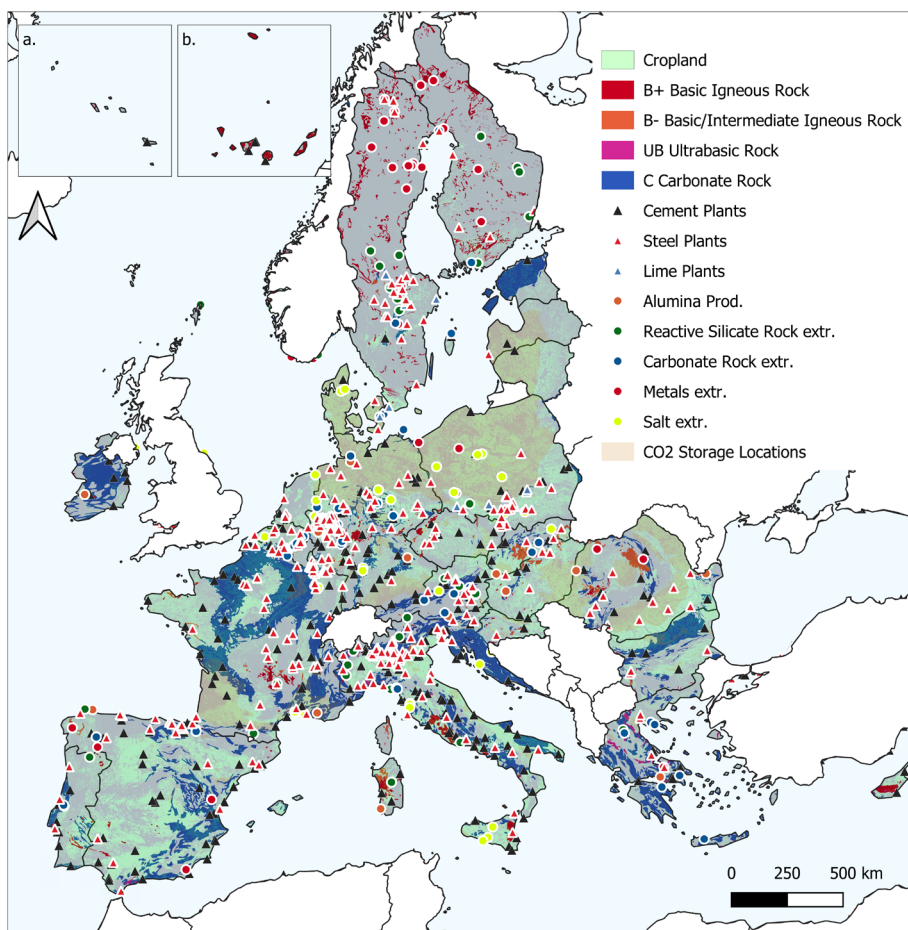 a.
b.
Cropland
B+ Basic Igneous Rock
B- Basic/Intermediate Igneous Rock
UB Ultrabasic Rock
C Carbonate Rock
Cement Plants
Steel Plants
Lime Plants
Alumina Prod.
Reactive Silicate Rock extr.
Carbonate Rock extr.
Metals extr.
Salt extr.
CO2 Storage Locations
0 250 500 km